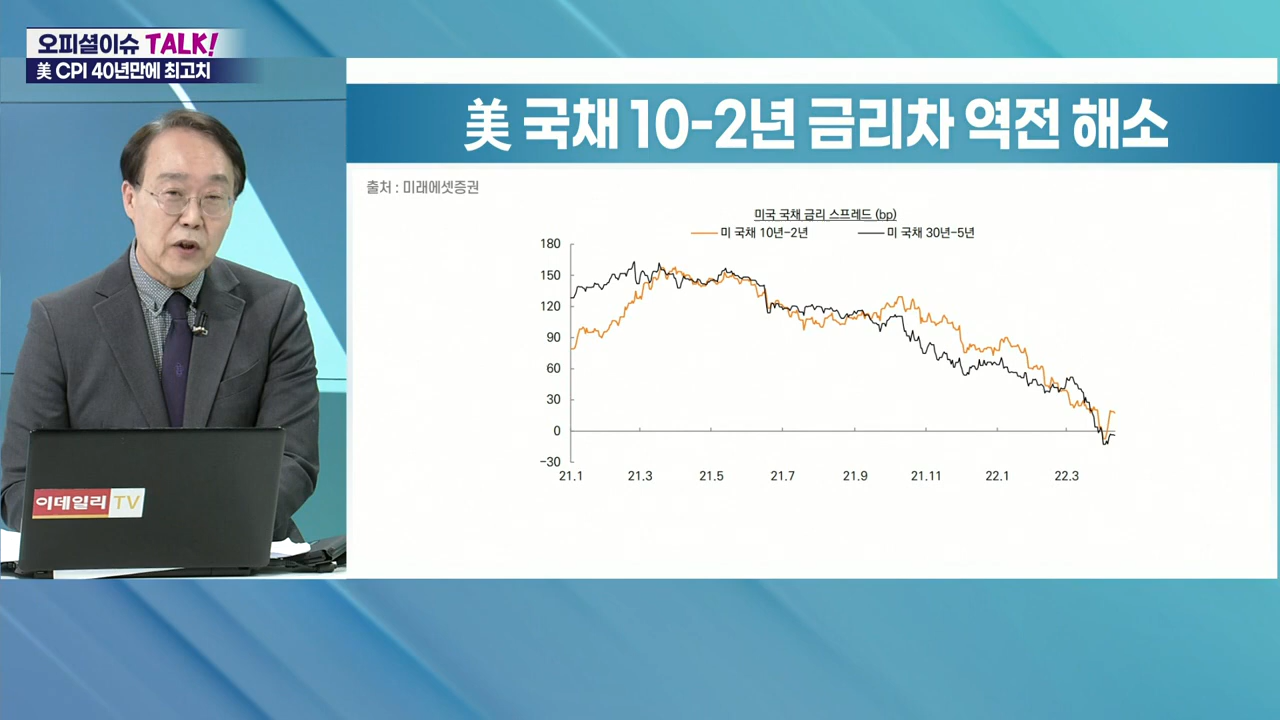 오피셜이슈 TALK!
美 CPI 40년만에 최고치
美 국채 10-2년 금리차 역전 해소
출처 : 미래에셋증권
미국 국채 금리 스프레드 (bp)
미 국채 10년-2년 미 국채 30년-5년
180
150
120
90
60
30
0
-30
21.1 21.3 21.5 21.7 21.9 21.11 22.1 22.3
이데일리 TV